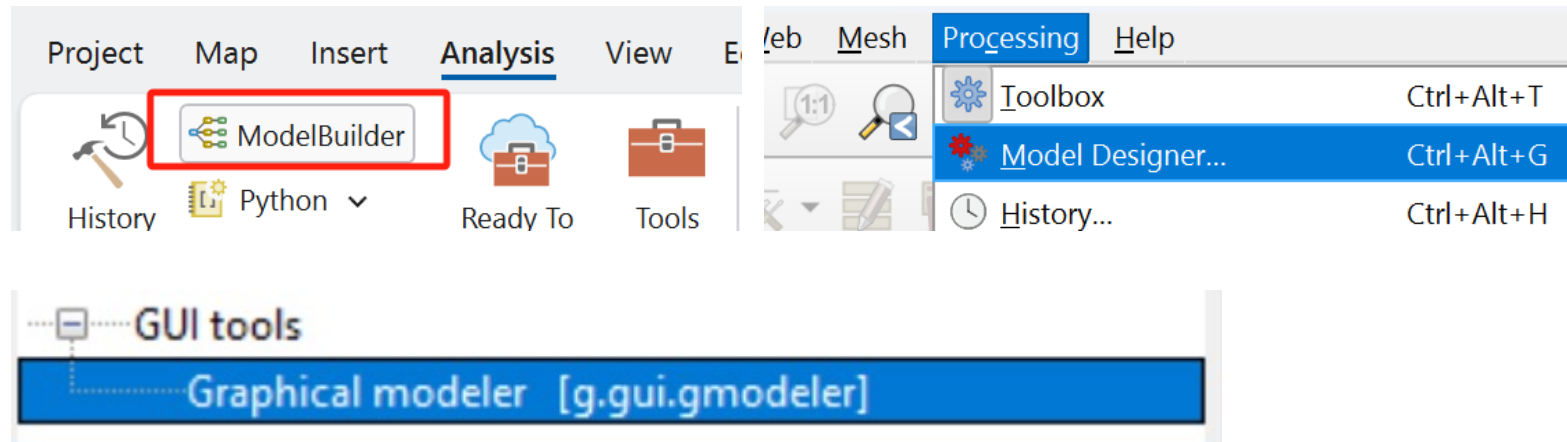 Project Map Insert Analysis View
ModelBuilder
Python
History
Ready To
Tools
Mesh Processing Help
1:1
Toolbox Ctrl+Alt+T
Model Designer... Ctrl+Alt+G
History... Ctrl+Alt+H
GUI tools
Graphical modeler [g.gui.gmodeler]